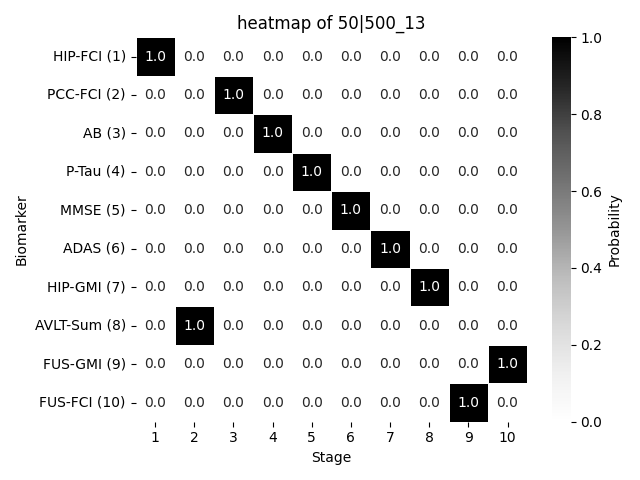 heatmap of 50|500_13
HIP-FCI (1) 1.0 0.0 0.0 0.0 0.0 0.0 0.0 0.0 0.0 0.0
PCC-FCI (2) 0.0 0.0 1.0 0.0 0.0 0.0 0.0 0.0 0.0 0.0
AB (3) 0.0 0.0 0.0 1.0 0.0 0.0 0.0 0.0 0.0 0.0
P-Tau (4) 0.0 0.0 0.0 0.0 1.0 0.0 0.0 0.0 0.0 0.0
MMSE (5) 0.0 0.0 0.0 0.0 0.0 1.0 0.0 0.0 0.0 0.0
ADAS (6) 0.0 0.0 0.0 0.0 0.0 0.0 1.0 0.0 0.0 0.0
HIP-GMI (7) 0.0 0.0 0.0 0.0 0.0 0.0 0.0 1.0 0.0 0.0
AVLT-Sum (8) 0.0 1.0 0.0 0.0 0.0 0.0 0.0 0.0 0.0 0.0
FUS-GMI (9) 0.0 0.0 0.0 0.0 0.0 0.0 0.0 0.0 0.0 1.0
FUS-FCI (10) 0.0 0.0 0.0 0.0 0.0 0.0 0.0 0.0 1.0 0.0
1 2 3 4 5 6 7 8 9 10
Stage
Biomarker
1.0
0.8
0.6
0.4
0.2
0.0
Probability